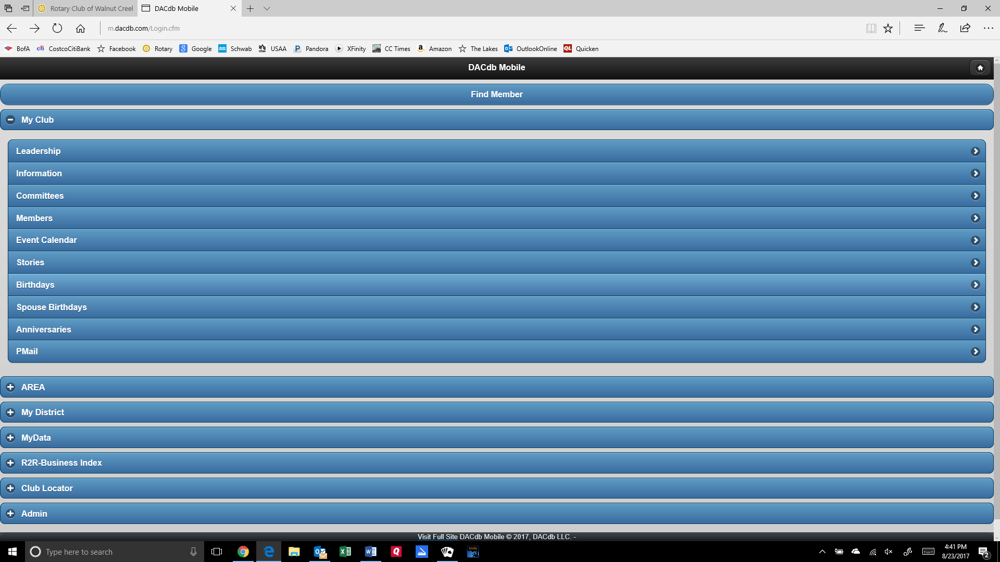 Rotary Club of Walnut Creel
DACdb Mobile
m.dacdb.com/Login.cfm
BofA CostcoCitiBank Facebook Rotary Google Schwab USAA Pandora XFinity CC Times Amazon The Lakes OutlookOnline Quicken
DACdb Mobile
Find Member
My Club
Leadership
Information
Committees
Members
Event Calendar
Stories
Birthdays
Spouse Birthdays
Anniversaries
PMail
AREA
My District
MyData
R2R-Business Index
Club Locator
Admin
Visit Full Site DACdb Mobile © 2017, DACdb LLC. -
Type here to search
4:41 PM
8/23/2017
2